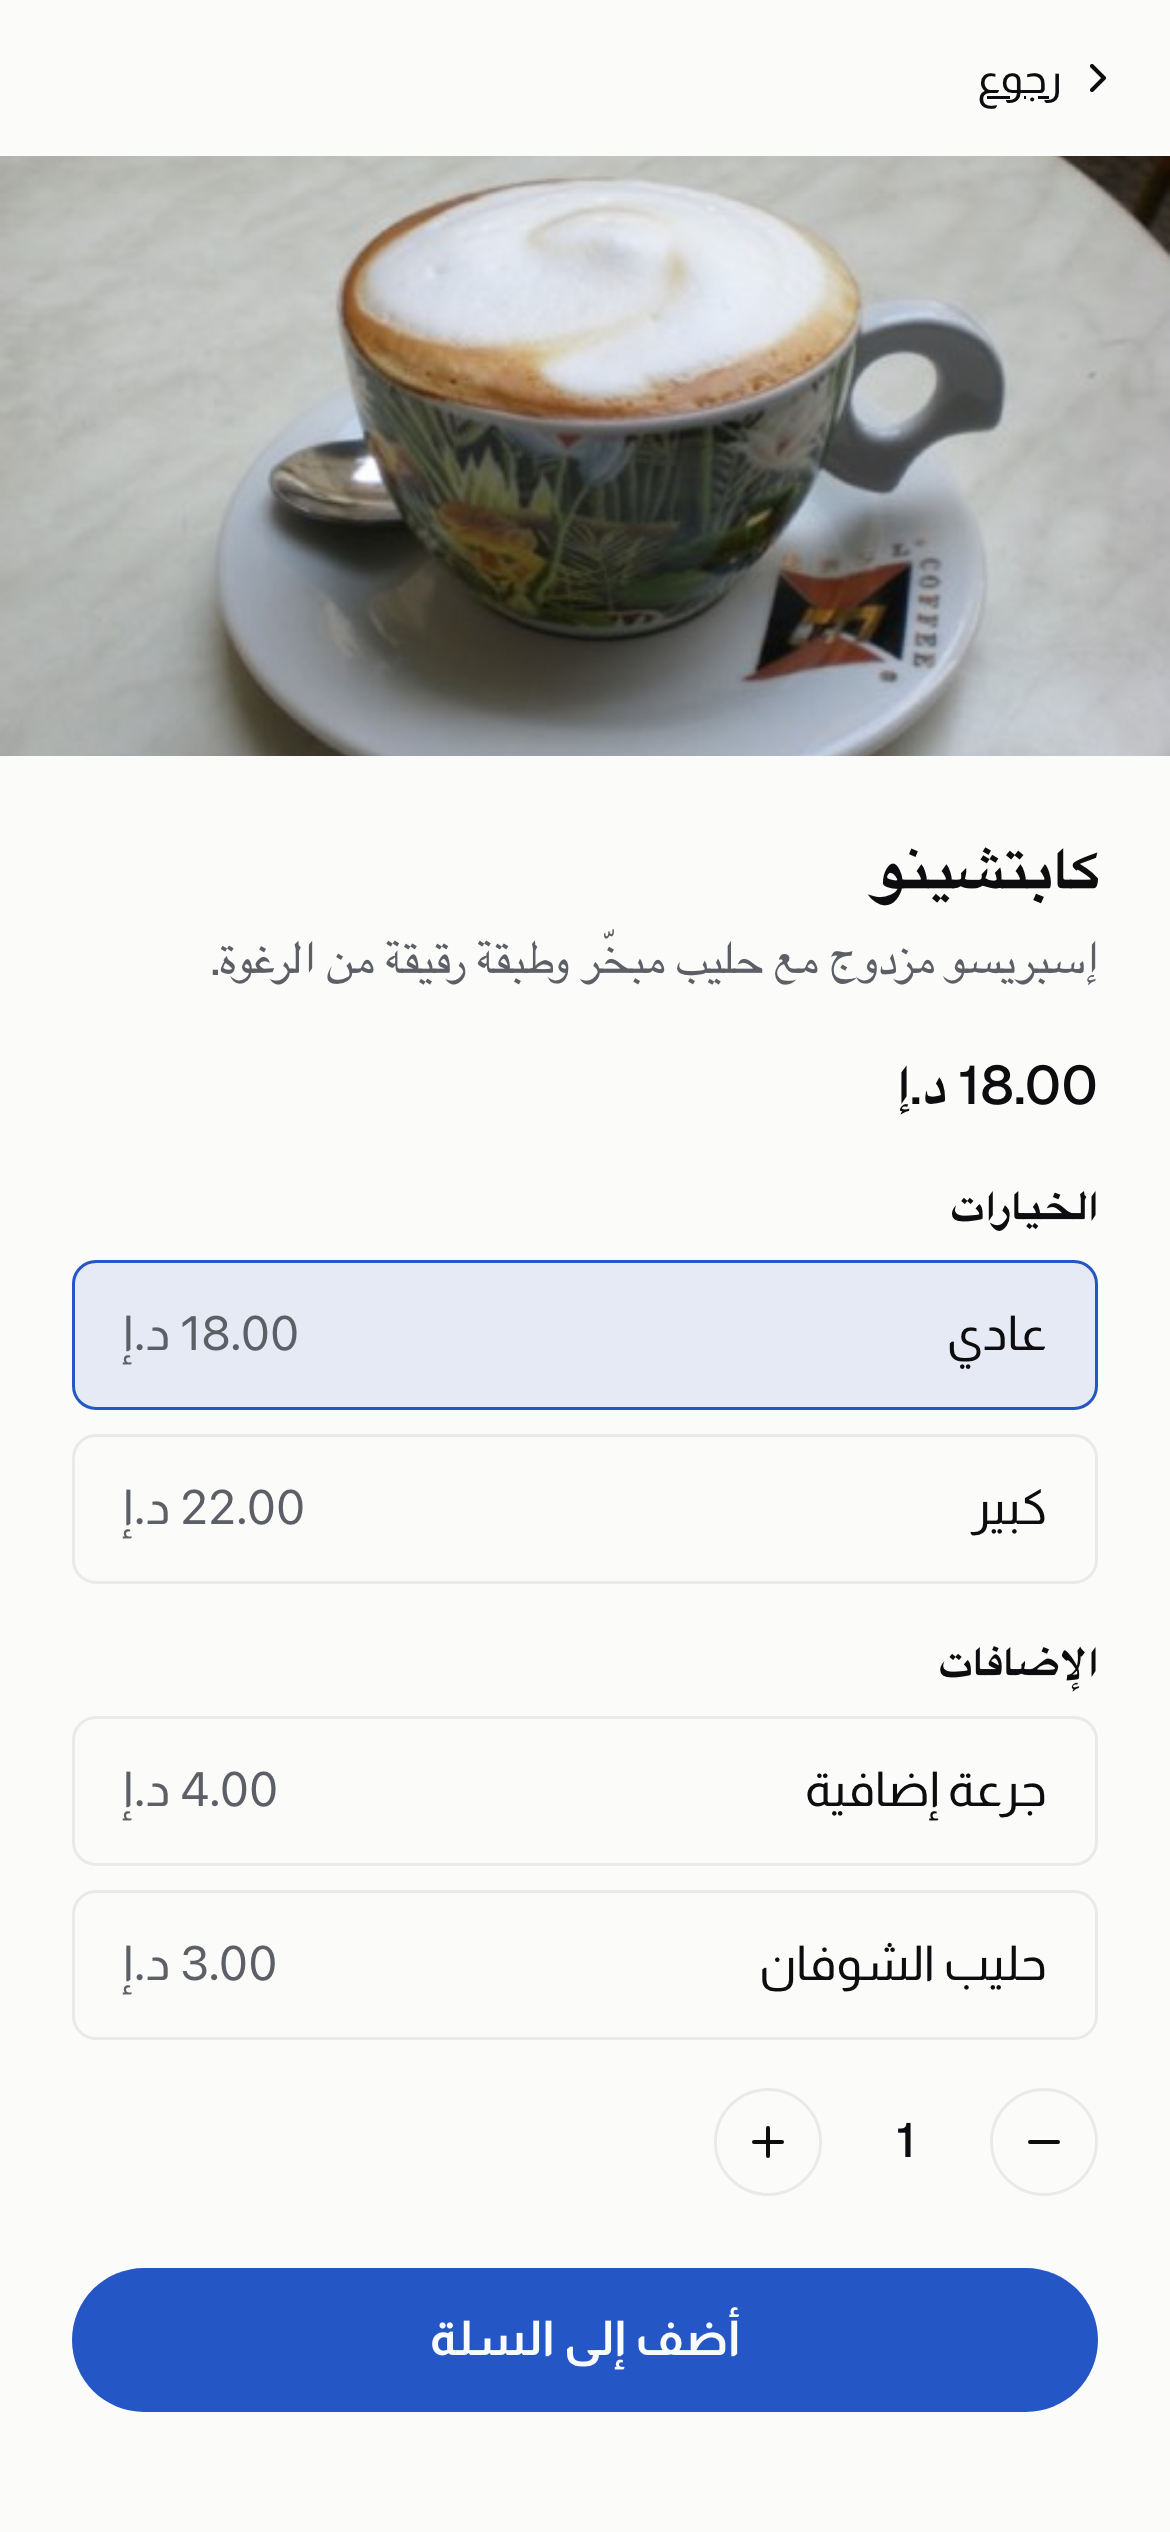 رجوع
COFFEE
كابتشينو
إسبريسو مزدوج مع حليب مبخّر وطبقة رقيقة من الرغوة.
18.00 د.إ
الخيارات
عادي 18.00 د.إ
كبير 22.00 د.إ
الإضافات
جرعة إضافية 4.00 د.إ
حليب الشوفان 3.00 د.إ
− 1 +
أضف إلى السلة